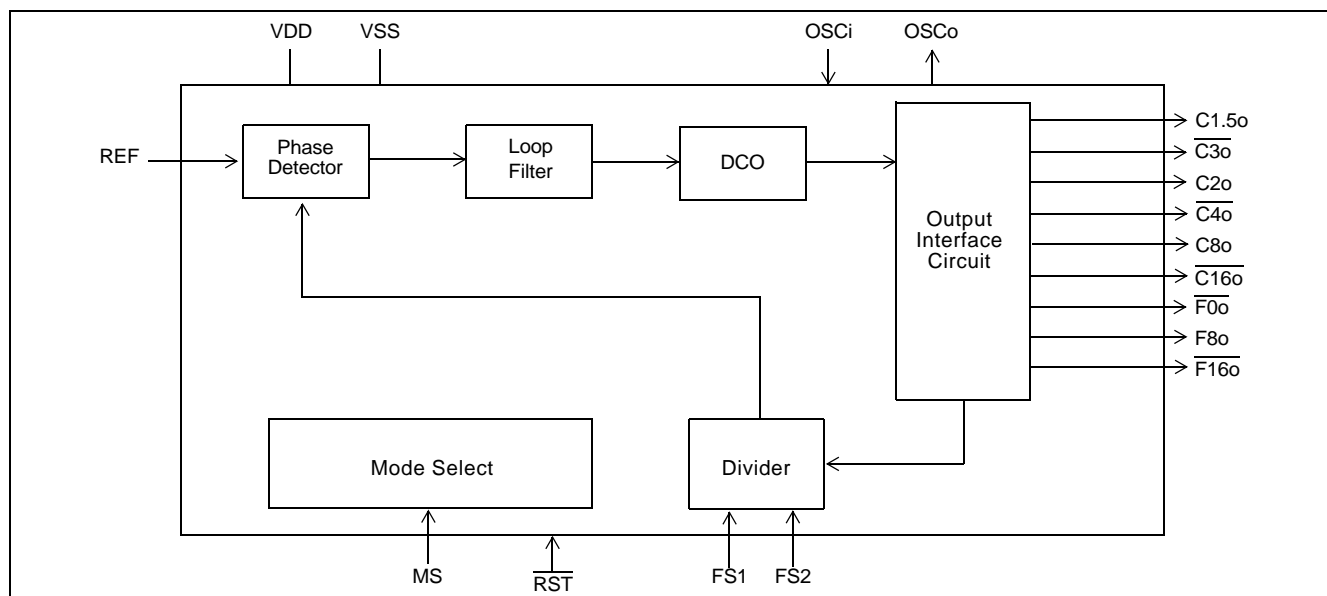 VDD VSS OSCi OSCo
REF
Phase
Detector
Loop
Filter
DCO
Output
Interface
Circuit
C1.5o
C3o
C2o
C4o
C8o
C16o
F0o
F8o
F16o
Mode Select
Divider
MS RST FS1 FS2